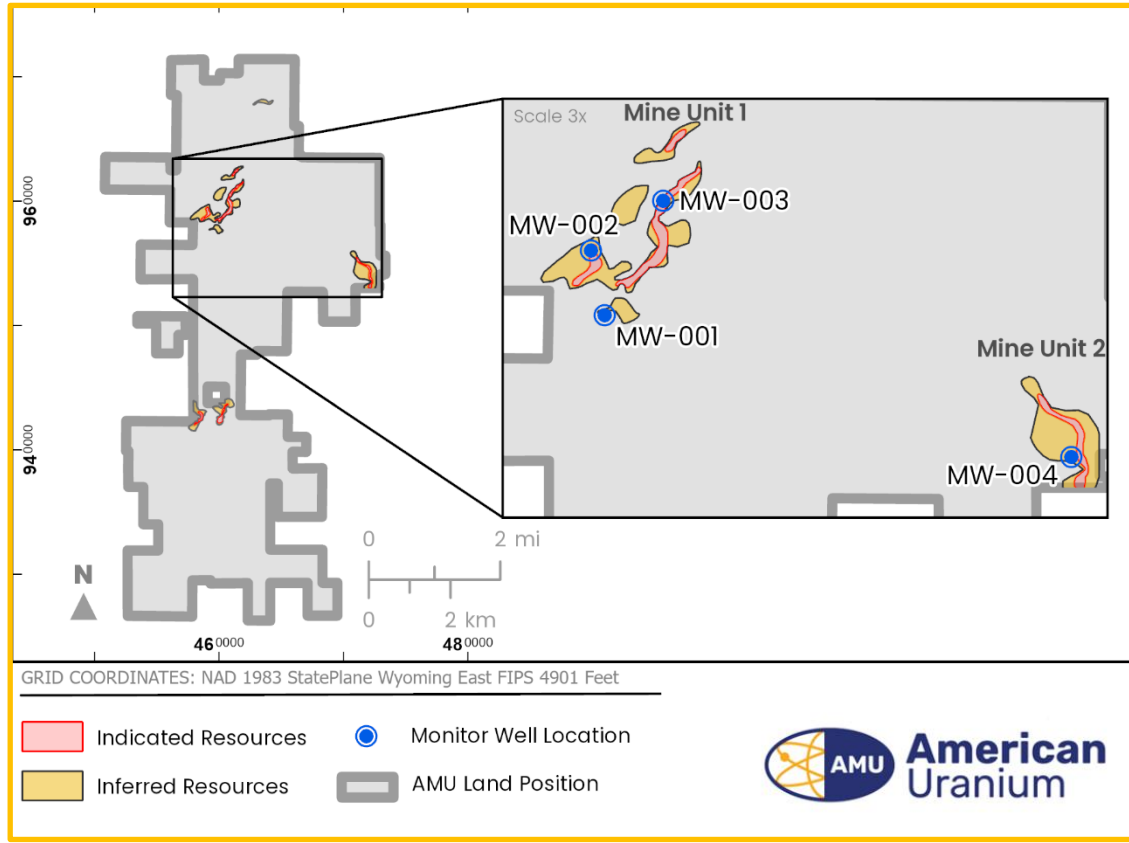 Scale 3x
Mine Unit 1
MW-003
MW-002
MW-001
Mine Unit 2
MW-004
960000
940000
0 2 mi
0 2 km
N
460000 480000
GRID COORDINATES: NAD 1983 StatePlane Wyoming East FIPS 4901 Feet
Indicated Resources
Monitor Well Location
Inferred Resources
AMU Land Position
AMU
American
Uranium